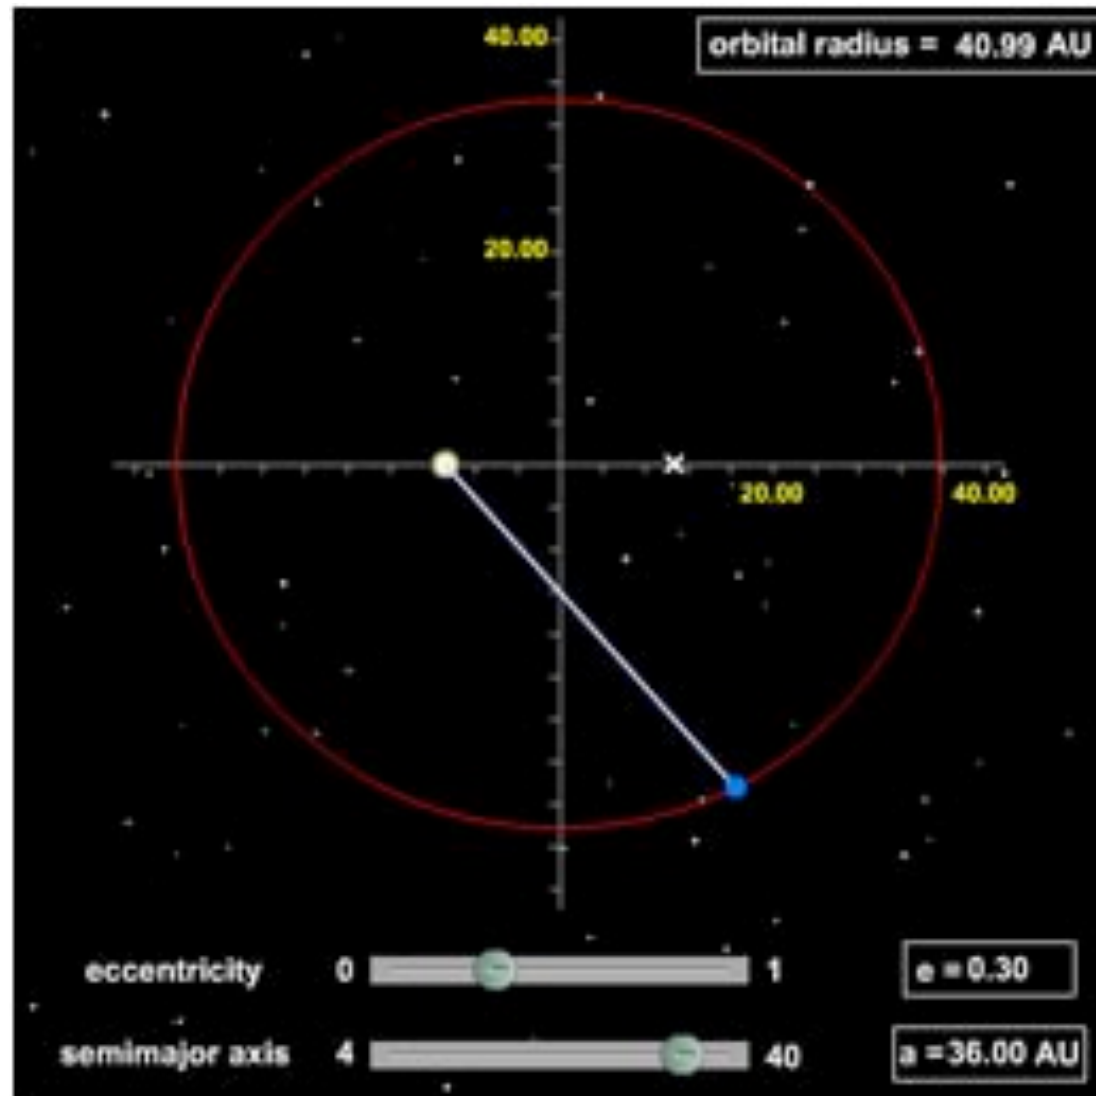 orbital radius = 40.99 AU
40.00
20.00
20.00
40.00
eccentricity 0 1 e = 0.30
semimajor axis 4 40 a = 36.00 AU